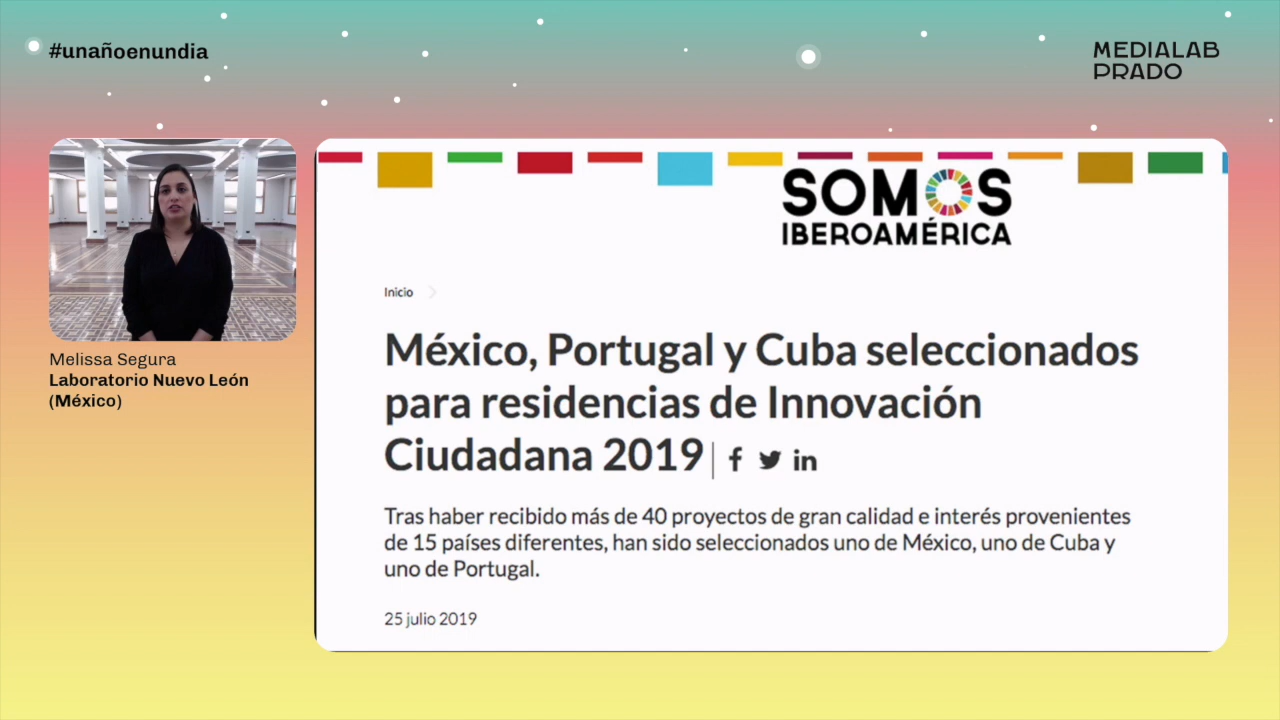 #unañoenundia
MEDIALAB
PRADO
Melissa Segura
Laboratorio Nuevo León
(México)
SOMOS
IBEROAMÉRICA
Inicio
México, Portugal y Cuba seleccionados
para residencias de Innovación
Ciudadana 2019
Tras haber recibido más de 40 proyectos de gran calidad e interés provenientes
de 15 países diferentes, han sido seleccionados uno de México, uno de Cuba y
uno de Portugal.
25 julio 2019